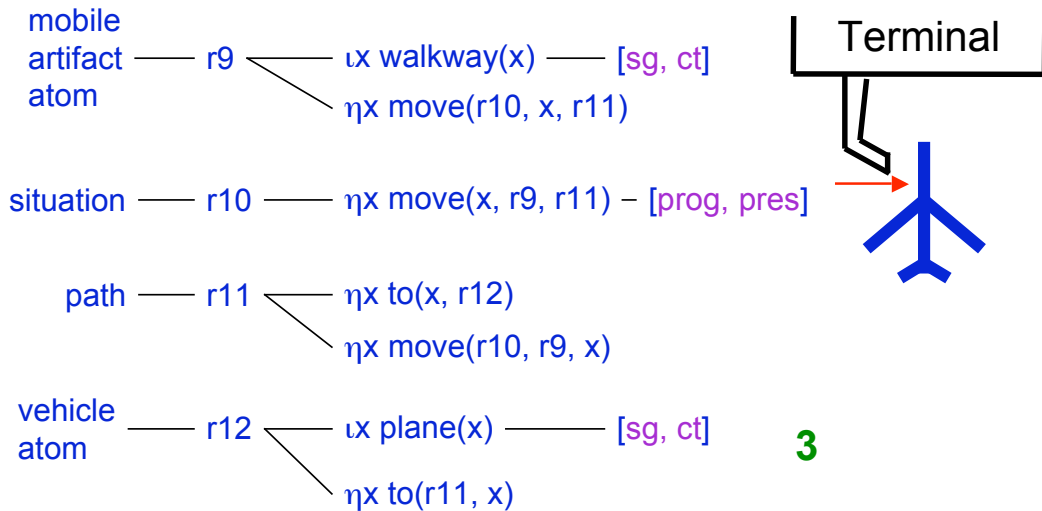 mobile
artifact
atom
r9
ιx walkway(x)
[sg, ct]
ηx move(r10, x, r11)
Terminal
situation
r10
ηx move(x, r9, r11)
[prog, pres]
path
r11
ηx to(x, r12)
ηx move(r10, r9, x)
vehicle
atom
r12
ιx plane(x)
[sg, ct]
ηx to(r11, x)
3